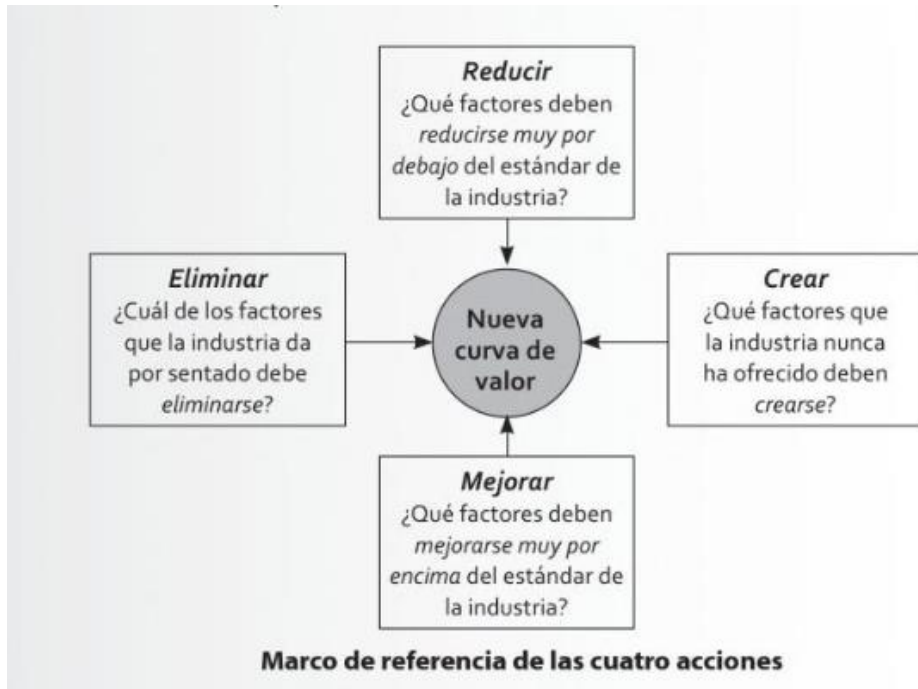 Reducir
¿Qué factores deben
reducirse muy por
debajo del estándar de
la industria?
Eliminar
¿Cuál de los factores
que la industria da
por sentado debe
eliminarse?
Nueva
curva de
valor
Crear
¿Qué factores que
la industria nunca
ha ofrecido deben
crearse?
Mejorar
¿Qué factores deben
mejorarse muy por
encima del estándar de
la industria?
Marco de referencia de las cuatro acciones